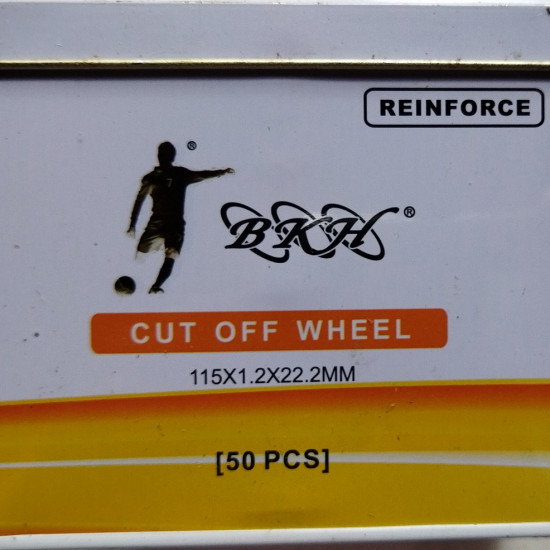 REINFORCE
®
BKH ®
CUT OFF WHEEL
115X1.2X22.2MM
[50 PCS]